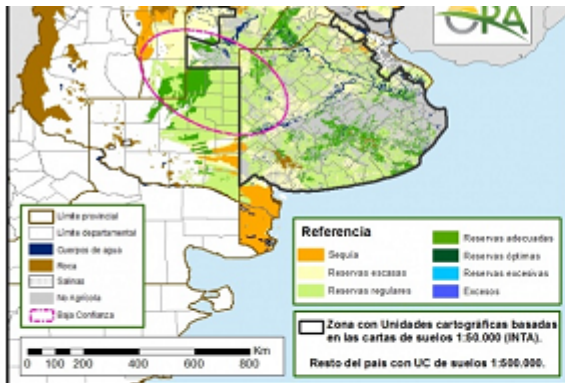 ORA
Límite provincial
Límite departamental
Cuerpos de agua
Roca
Salinas
No Agrícola
Baja Confianza
Referencia
Sequía
Reservas escasas
Reservas regulares
Reservas adecuadas
Reservas óptimas
Reservas excesivas
Excesos
Zona con Unidades cartográficas basadas
en las cartas de suelos 1:50.000 (INTA).
Resto del pais con UC de suelos 1:500.000.
Km
0 100 200 400 600 800